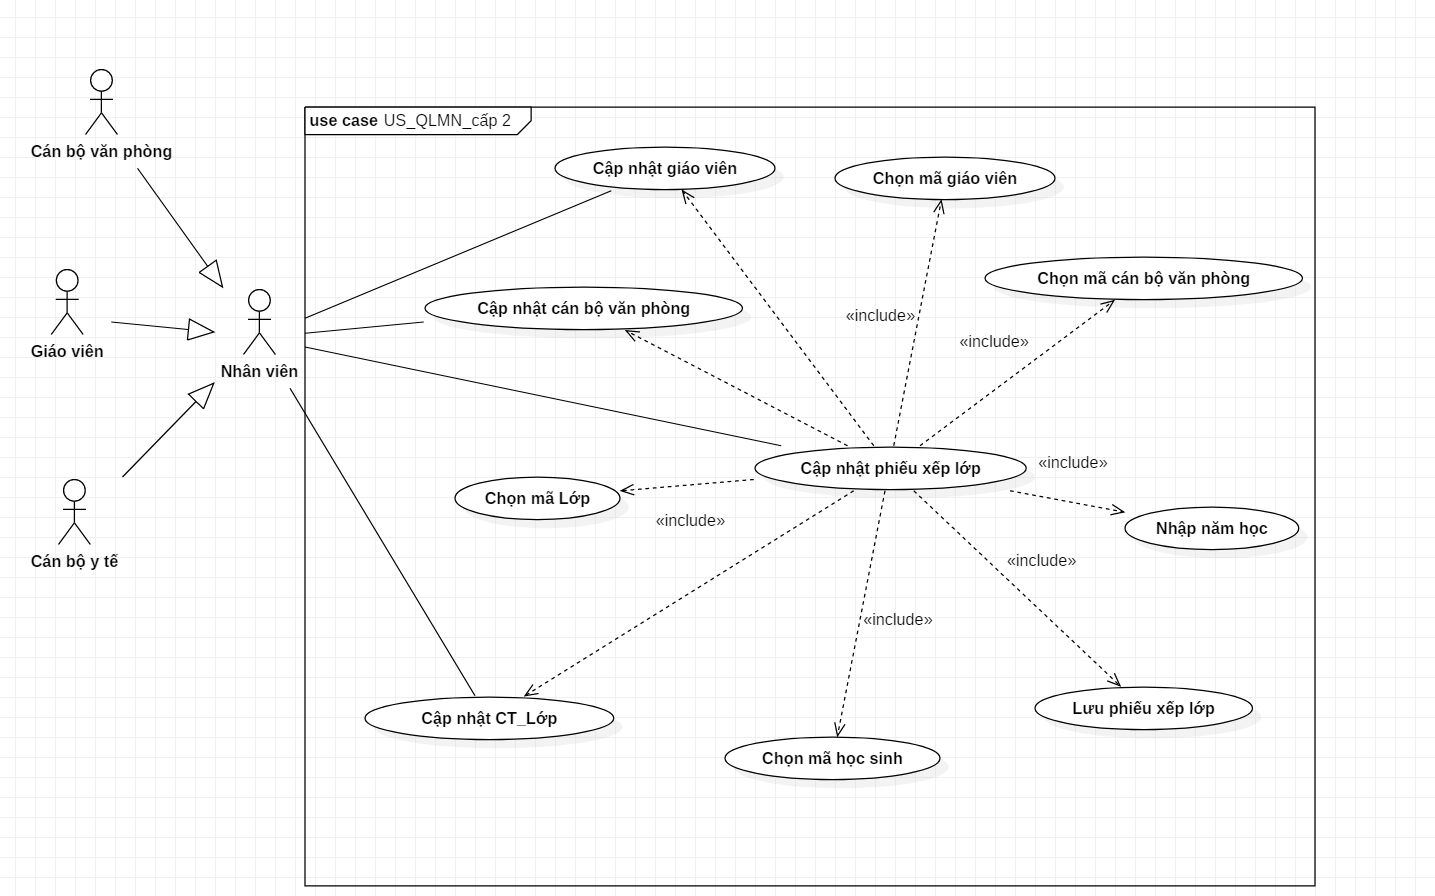 Cán bộ văn phòng
use case US_QLMN_cấp 2
Cập nhật giáo viên
Chọn mã giáo viên
Chọn mã cán bộ văn phòng
Cập nhật cán bộ văn phòng
«include»
«include»
Giáo viên
Nhân viên
Cập nhật phiếu xếp lớp
«include»
Chọn mã Lớp
«include»
Nhập năm học
Cán bộ y tế
«include»
«include»
Cập nhật CT_Lớp
Lưu phiếu xếp lớp
Chọn mã học sinh